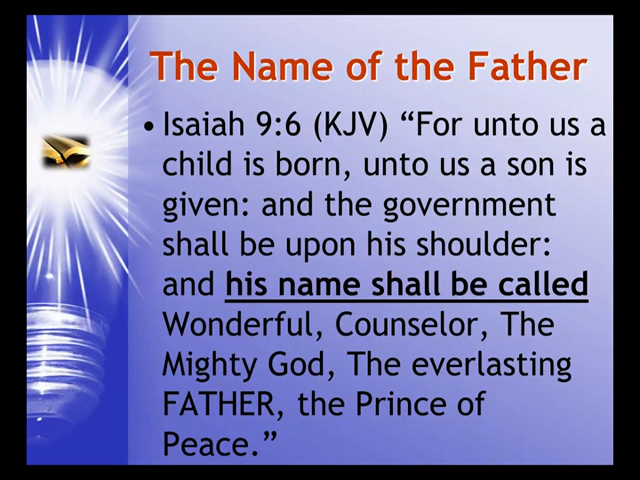 The Name of the Father
• Isaiah 9:6 (KJV) “For unto us a
child is born, unto us a son is
given: and the government
shall be upon his shoulder:
and his name shall be called
Wonderful, Counselor, The
Mighty God, The everlasting
FATHER, the Prince of
Peace.”